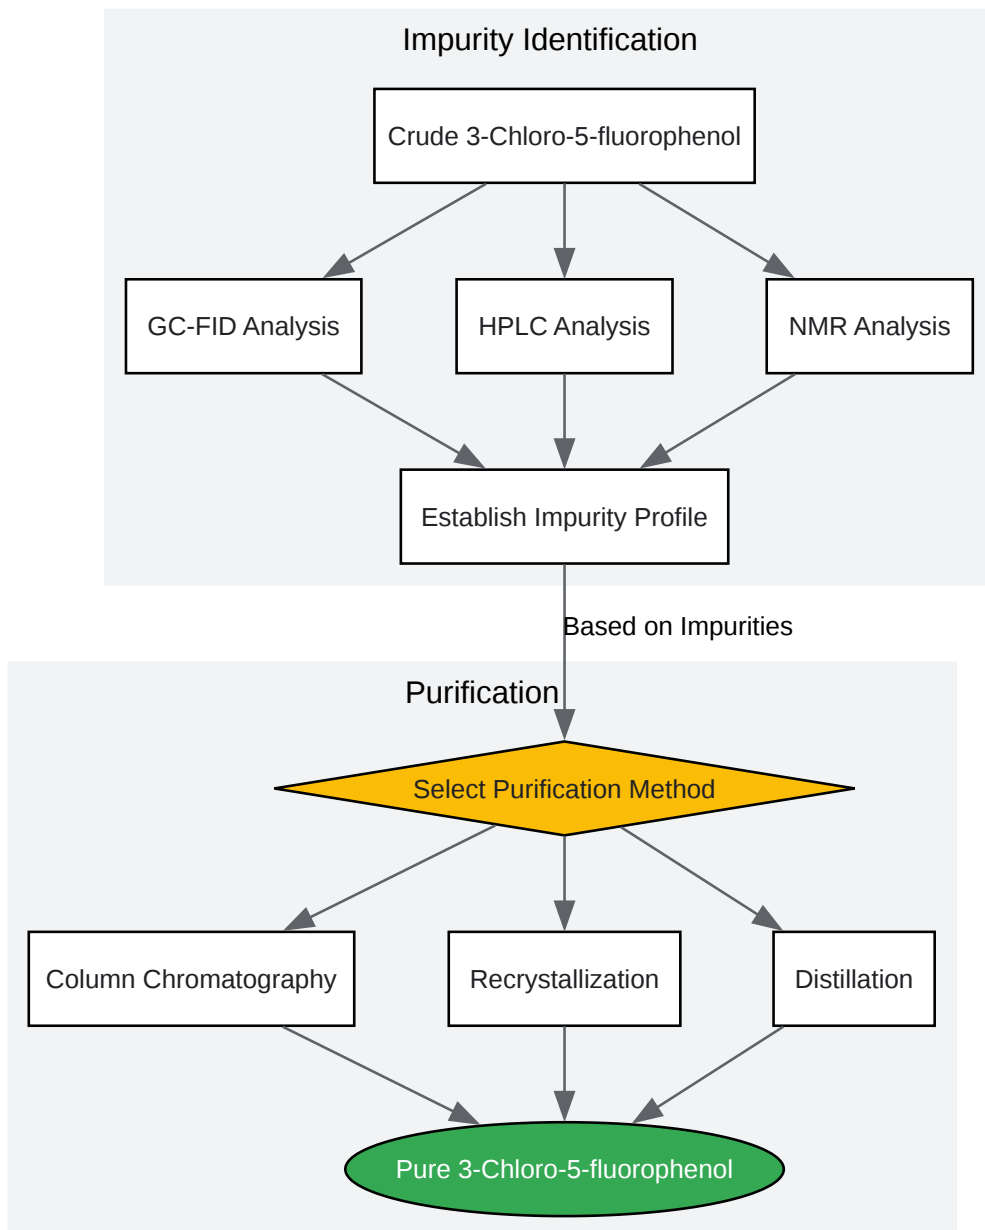 Impurity Identification
Crude 3-Chloro-5-fluorophenol
GC-FID Analysis
HPLC Analysis
NMR Analysis
Establish Impurity Profile
Based on Impurities
Purification
Select Purification Method
Column Chromatography
Recrystallization
Distillation
Pure 3-Chloro-5-fluorophenol